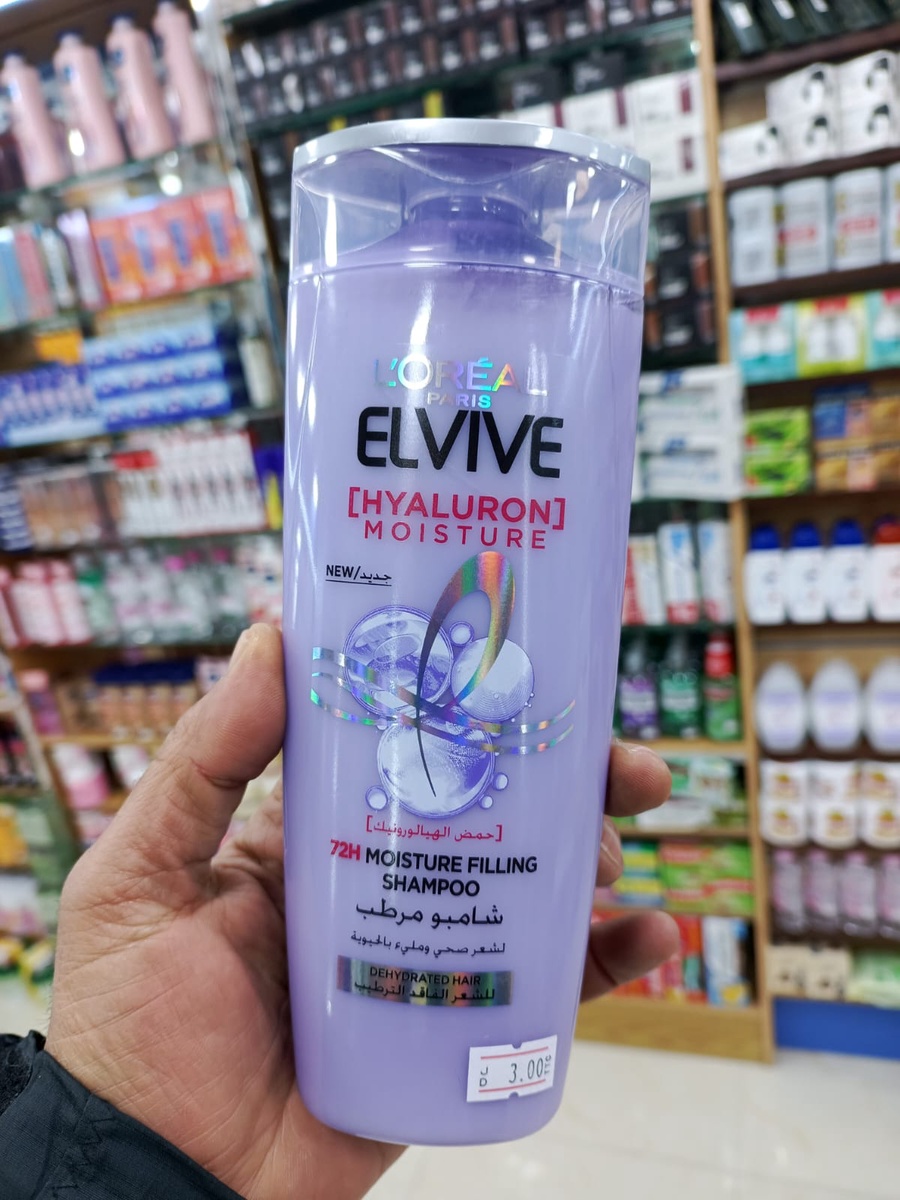 L'ORÉAL
PARIS
ELVIVE
[HYALURON]
MOISTURE
NEW/جديد
[حمض الهيالورونيك]
72H MOISTURE FILLING
SHAMPOO
شامبو مرطب
لشعر صحي ومليء بالحيوية
DEHYDRATED HAIR
للشعر الفاقد الترطيب
JD 3.00